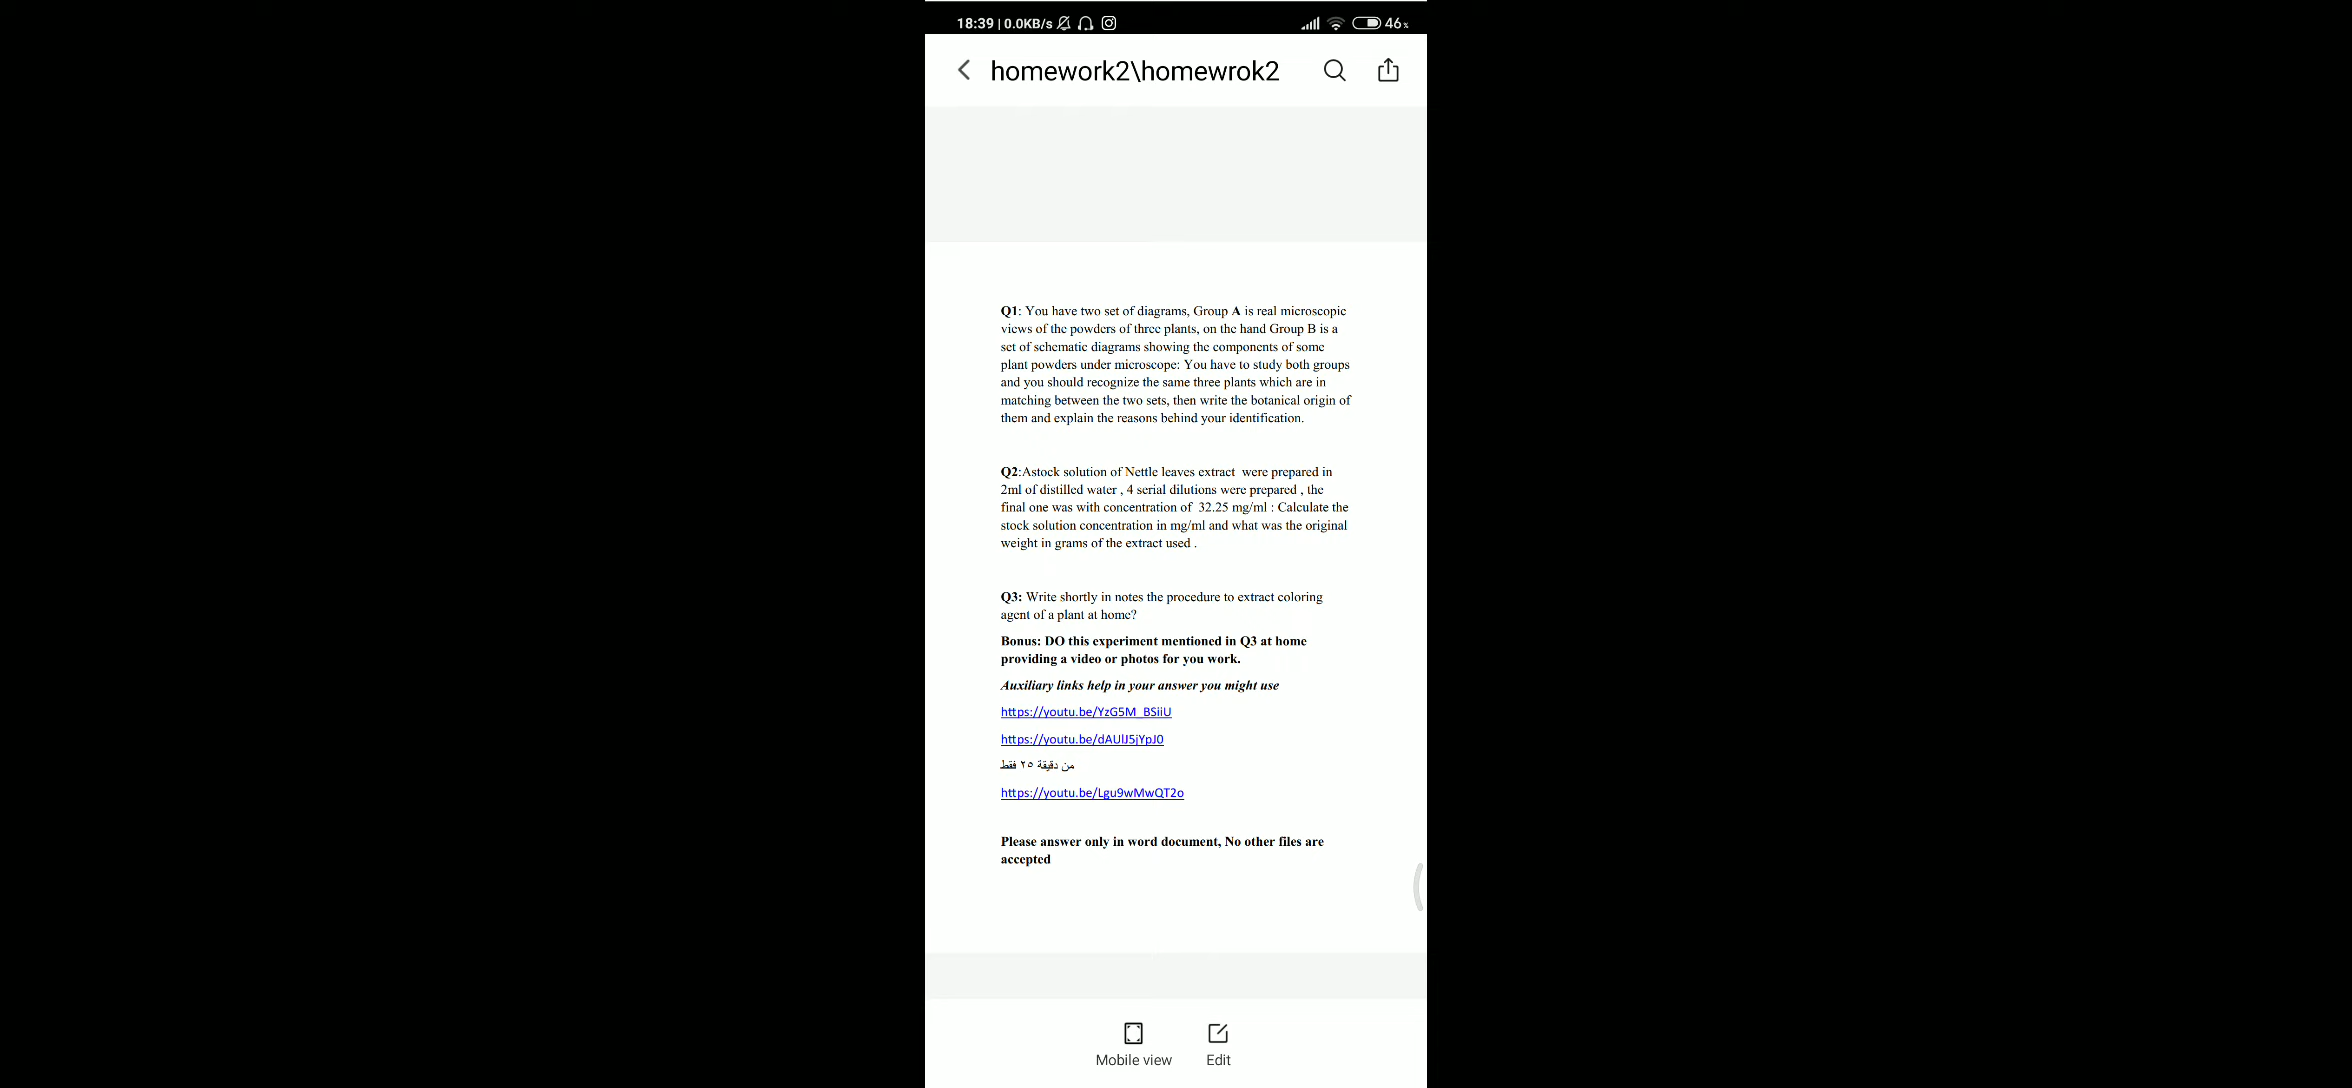 18:39 | 0.0KB/s
46%
homework2\homewrok2
Q1: You have two set of diagrams, Group A is real microscopic
views of the powders of three plants, on the hand Group B is a
set of schematic diagrams showing the components of some
plant powders under microscope: You have to study both groups
and you should recognize the same three plants which are in
matching between the two sets, then write the botanical origin of
them and explain the reasons behind your identification.
Q2:Astock solution of Nettle leaves extract were prepared in
2ml of distilled water , 4 serial dilutions were prepared , the
final one was with concentration of 32.25 mg/ml : Calculate the
stock solution concentration in mg/ml and what was the original
weight in grams of the extract used .
Q3: Write shortly in notes the procedure to extract coloring
agent of a plant at home?
Bonus: DO this experiment mentioned in Q3 at home
providing a video or photos for you work.
Auxiliary links help in your answer you might use
https://youtu.be/YzG5M_BSiiU
https://youtu.be/dAUlJ5jYpJ0
من دقيقة ٢٥ فقط
https://youtu.be/Lgu9wMwQT2o
Please answer only in word document, No other files are
accepted
Mobile view
Edit